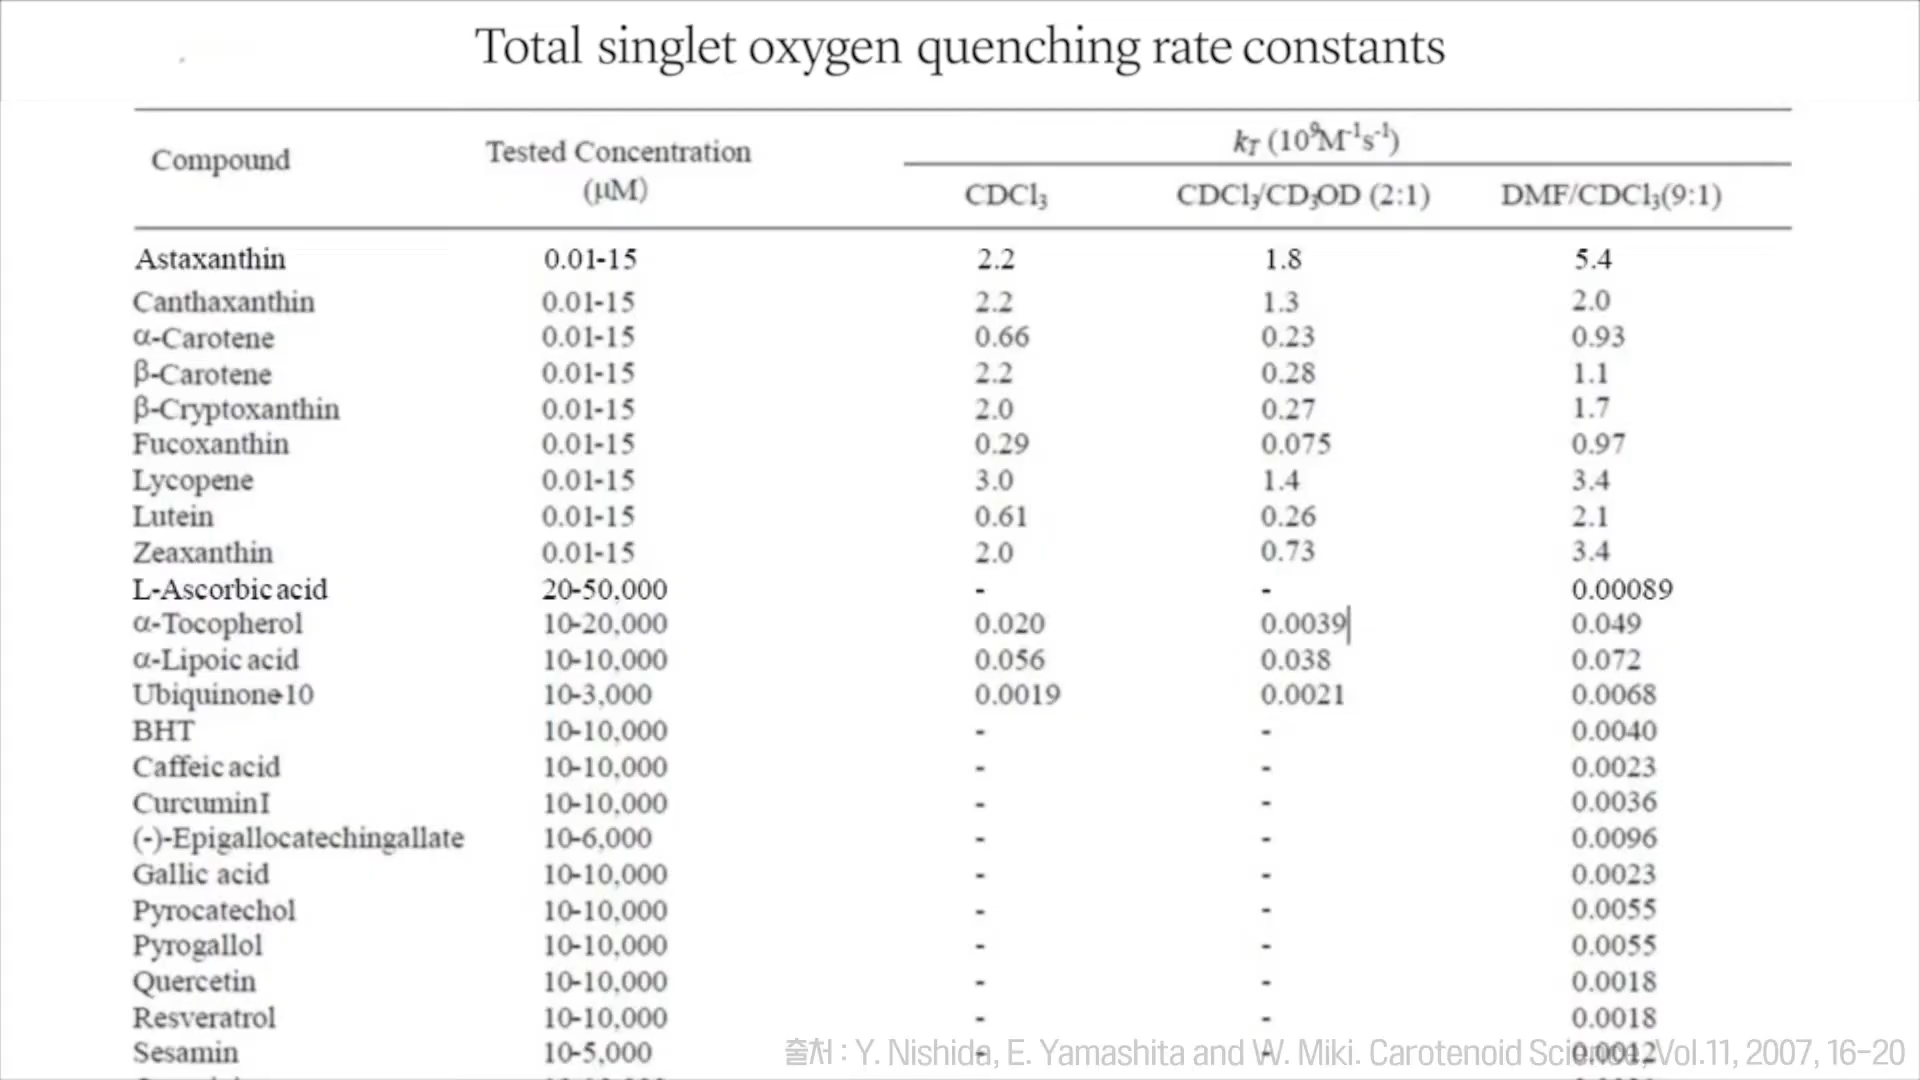 Total singlet oxygen quenching rate constants
Compound Tested Concentration (μM) kT (10⁹M⁻¹s⁻¹)
CDCl₃ CDCl₃/CD₃OD (2:1) DMF/CDCl₃(9:1)
Astaxanthin 0.01-15 2.2 1.8 5.4
Canthaxanthin 0.01-15 2.2 1.3 2.0
α-Carotene 0.01-15 0.66 0.23 0.93
β-Carotene 0.01-15 2.2 0.28 1.1
β-Cryptoxanthin 0.01-15 2.0 0.27 1.7
Fucoxanthin 0.01-15 0.29 0.075 0.97
Lycopene 0.01-15 3.0 1.4 3.4
Lutein 0.01-15 0.61 0.26 2.1
Zeaxanthin 0.01-15 2.0 0.73 3.4
L-Ascorbic acid 20-50,000 - - 0.00089
α-Tocopherol 10-20,000 0.020 0.0039 0.049
α-Lipoic acid 10-10,000 0.056 0.038 0.072
Ubiquinone-10 10-3,000 0.0019 0.0021 0.0068
BHT 10-10,000 - - 0.0040
Caffeic acid 10-10,000 - - 0.0023
Curcumin I 10-10,000 - - 0.0036
(-)-Epigallocatechingallate 10-6,000 - - 0.0096
Gallic acid 10-10,000 - - 0.0023
Pyrocatechol 10-10,000 - - 0.0055
Pyrogallol 10-10,000 - - 0.0055
Quercetin 10-10,000 - - 0.0018
Resveratrol 10-10,000 - - 0.0018
Sesamin 10-5,000 - - 0.0012
출처 : Y. Nishida, E. Yamashita and W. Miki. Carotenoid Science, Vol.11, 2007, 16-20